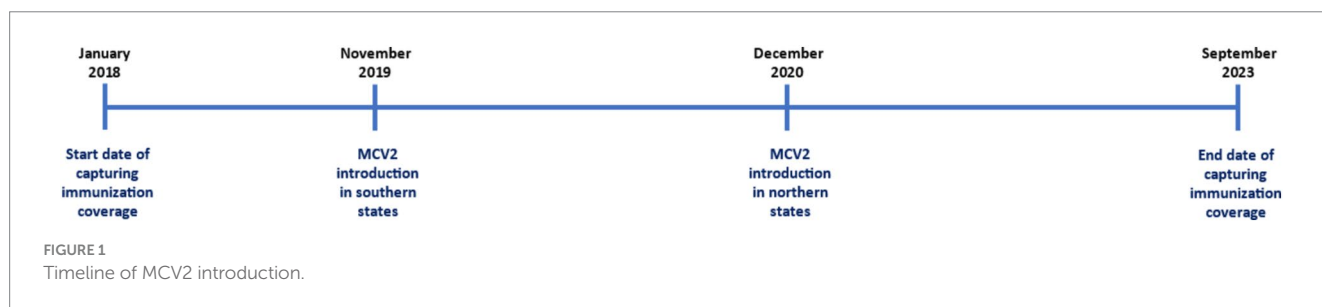 January
2018
November
2019
December
2020
September
2023
Start date of
capturing
immunization
coverage
MCV2
introduction
in southern
states
MCV2
introduction
in northern
states
End date of
capturing
immunization
coverage
FIGURE 1
Timeline of MCV2 introduction.